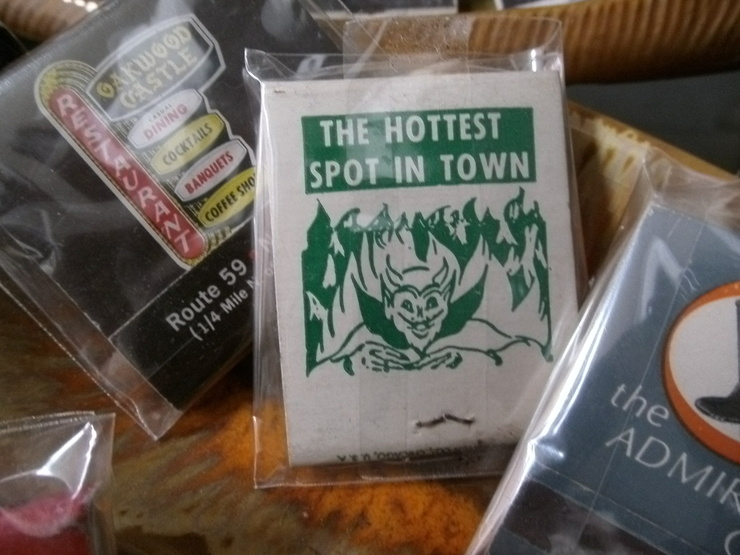 OAKWOOD
CASTLE
RESTAURANT
CASUAL
DINING
COCKTAILS
BANQUETS
COFFEE SHO
Route 59
(1/4 Mile N
THE HOTTEST
SPOT IN TOWN
the
ADMIR